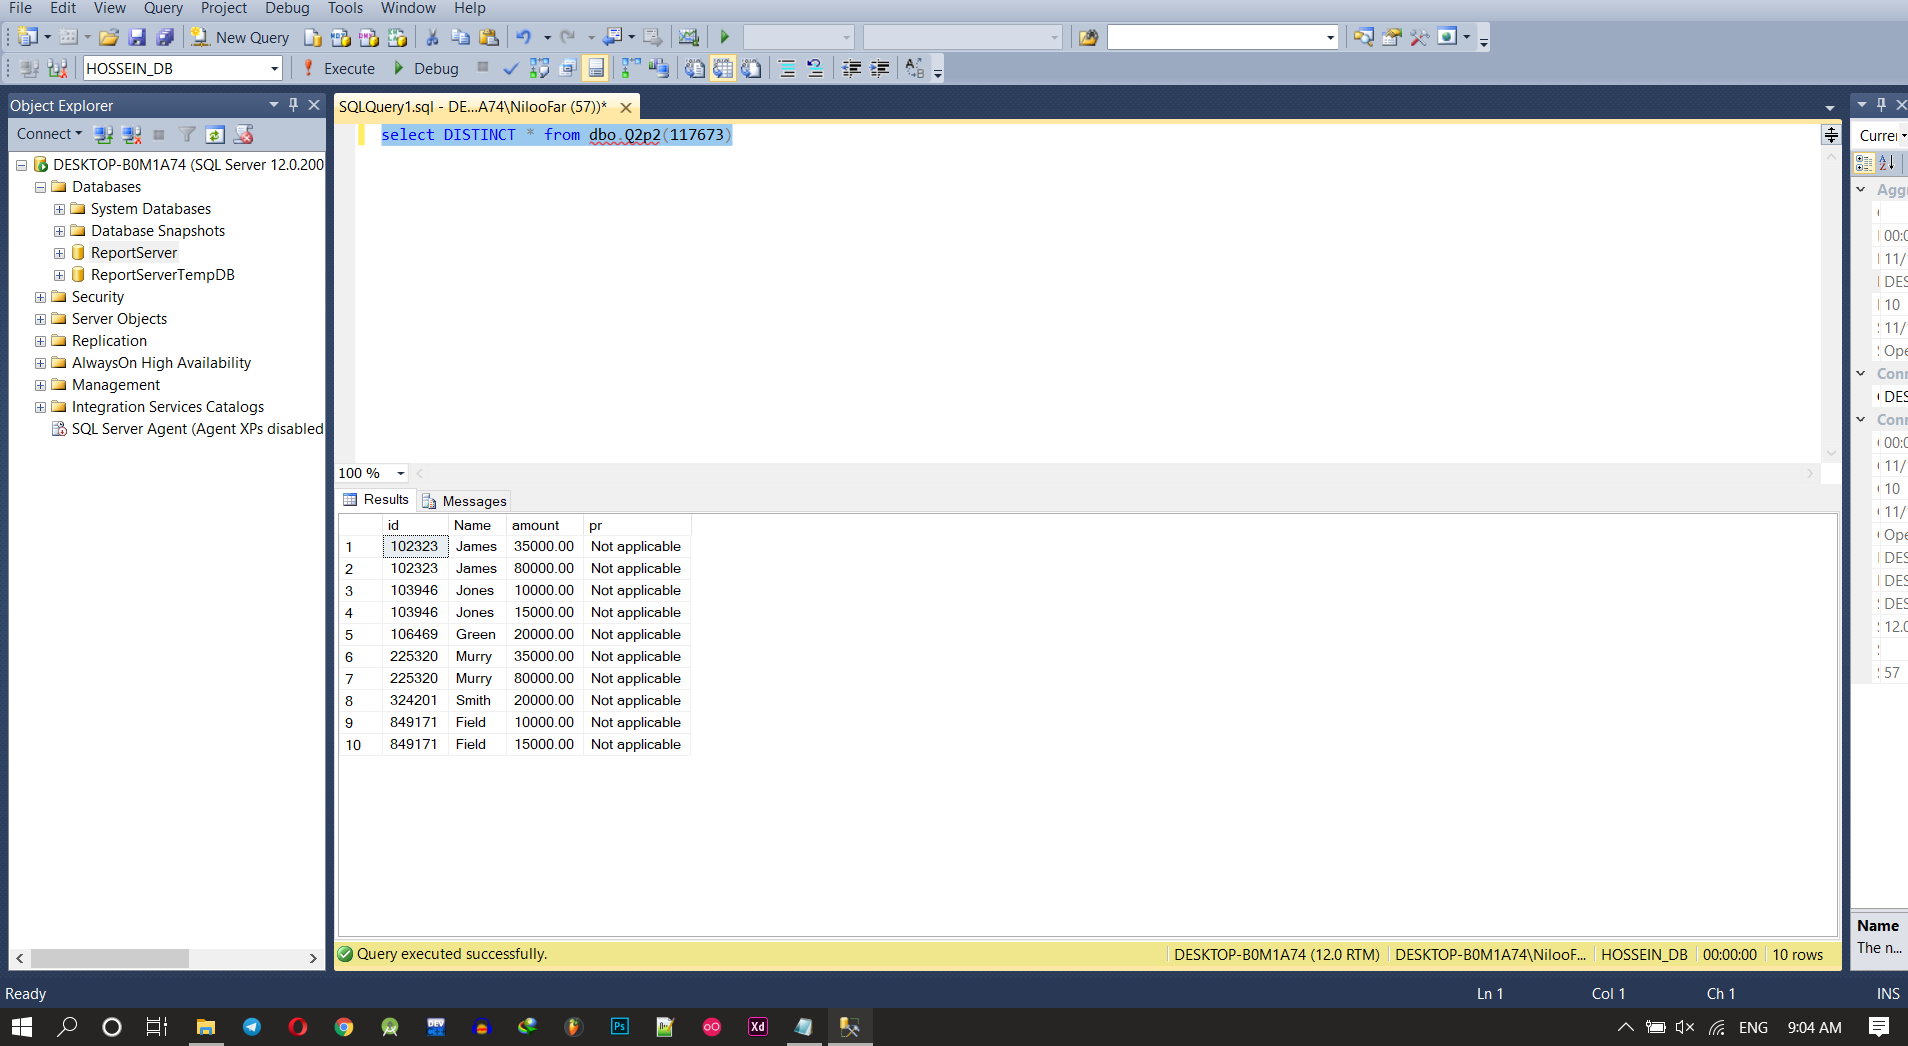 File Edit View Query Project Debug Tools Window Help
New Query
HOSSEIN_DB Execute Debug
Object Explorer
Connect
DESKTOP-B0M1A74 (SQL Server 12.0.200
Databases
System Databases
Database Snapshots
ReportServer
ReportServerTempDB
Security
Server Objects
Replication
AlwaysOn High Availability
Management
Integration Services Catalogs
SQL Server Agent (Agent XPs disabled
SQLQuery1.sql - DE...A74\NilooFar (57))*
select DISTINCT * from dbo.Q2p2(117673)
100 %
Results Messages
id Name amount pr
1 102323 James 35000.00 Not applicable
2 102323 James 80000.00 Not applicable
3 103946 Jones 10000.00 Not applicable
4 103946 Jones 15000.00 Not applicable
5 106469 Green 20000.00 Not applicable
6 225320 Murry 35000.00 Not applicable
7 225320 Murry 80000.00 Not applicable
8 324201 Smith 20000.00 Not applicable
9 849171 Field 10000.00 Not applicable
10 849171 Field 15000.00 Not applicable
Query executed successfully. DESKTOP-B0M1A74 (12.0 RTM) DESKTOP-B0M1A74\NilooF... HOSSEIN_DB 00:00:00 10 rows
Curre
Agg
00:0
11/
DES
10
11/
Ope
Conn
DES
Conn
00:0
11/
10
11/
Ope
DES
DES
DES
12.0
57
Name
The n...
Ready Ln 1 Col 1 Ch 1 INS
DEV
Ps
Xd
ENG 9:04 AM